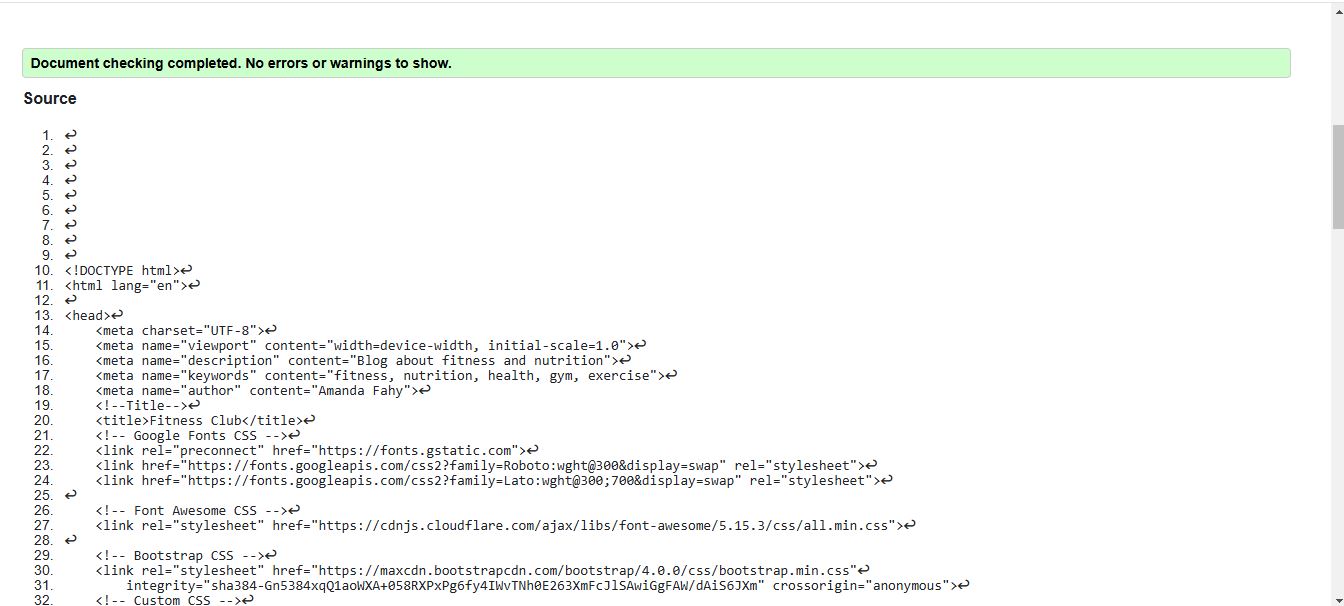 Document checking completed. No errors or warnings to show.
Source
1. ↩
2. ↩
3. ↩
4. ↩
5. ↩
6. ↩
7. ↩
8. ↩
9. ↩
10. <!DOCTYPE html>↩
11. <html lang="en">↩
12. ↩
13. <head>↩
14. <meta charset="UTF-8">↩
15. <meta name="viewport" content="width=device-width, initial-scale=1.0">↩
16. <meta name="description" content="Blog about fitness and nutrition">↩
17. <meta name="keywords" content="fitness, nutrition, health, gym, exercise">↩
18. <meta name="author" content="Amanda Fahy">↩
19. <!--Title-->↩
20. <title>Fitness Club</title>↩
21. <!-- Google Fonts CSS -->↩
22. <link rel="preconnect" href="https://fonts.gstatic.com">↩
23. <link href="https://fonts.googleapis.com/css2?family=Roboto:wght@300&display=swap" rel="stylesheet">↩
24. <link href="https://fonts.googleapis.com/css2?family=Lato:wght@300;700&display=swap" rel="stylesheet">↩
25. ↩
26. <!-- Font Awesome CSS -->↩
27. <link rel="stylesheet" href="https://cdnjs.cloudflare.com/ajax/libs/font-awesome/5.15.3/css/all.min.css">↩
28. ↩
29. <!-- Bootstrap CSS -->↩
30. <link rel="stylesheet" href="https://maxcdn.bootstrapcdn.com/bootstrap/4.0.0/css/bootstrap.min.css"↩
31. integrity="sha384-Gn5384xqQ1aoWXA+058RXPxPg6fy4IWvTNh0E263XmFcJlSAwiGgFAW/dAiS6JXm" crossorigin="anonymous">↩
32. <!-- Custom CSS -->↩